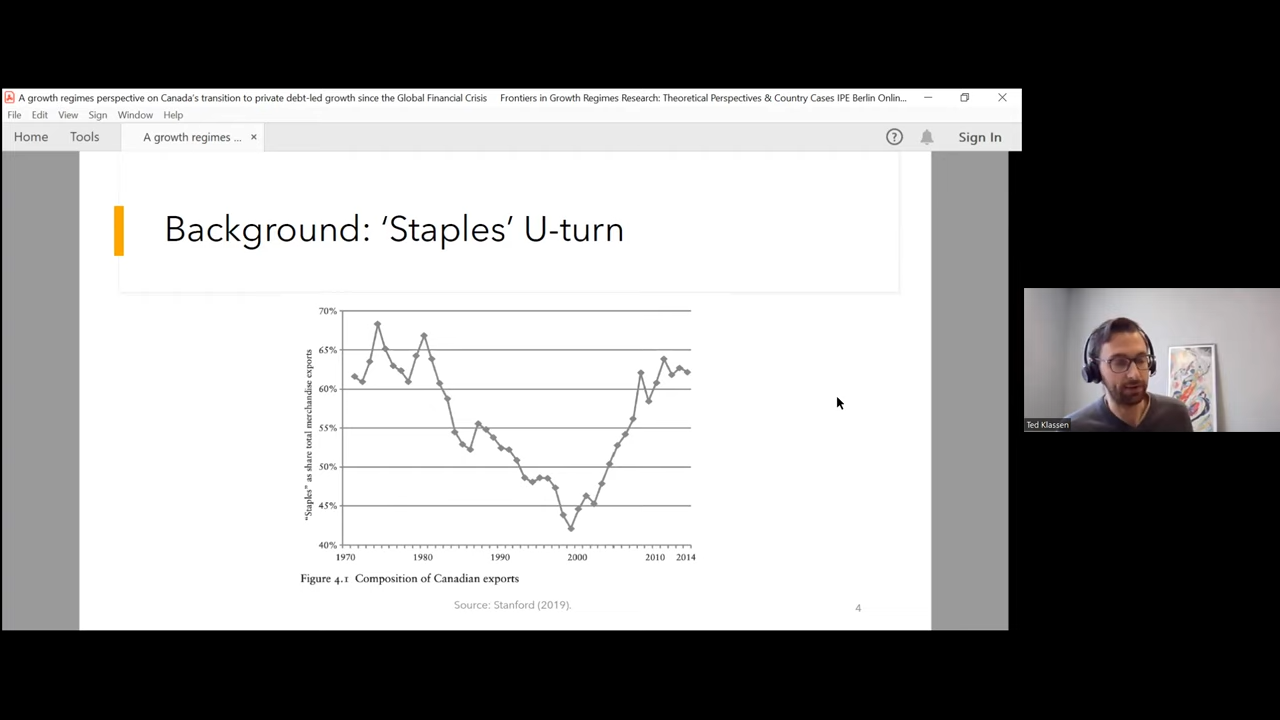 A growth regimes perspective on Canada's transition to private debt-led growth since the Global Financial Crisis Frontiers in Growth Regimes Research: Theoretical Perspectives & Country Cases IPE Berlin Onlin...
File Edit View Sign Window Help
Home Tools A growth regimes ... × ? Sign In
Background: ‘Staples’ U-turn
70%
65%
60%
55%
50%
45%
40%
"Staples" as share total merchandise exports
1970 1980 1990 2000 2010 2014
Figure 4.1 Composition of Canadian exports
Source: Stanford (2019).
4
Ted Klassen